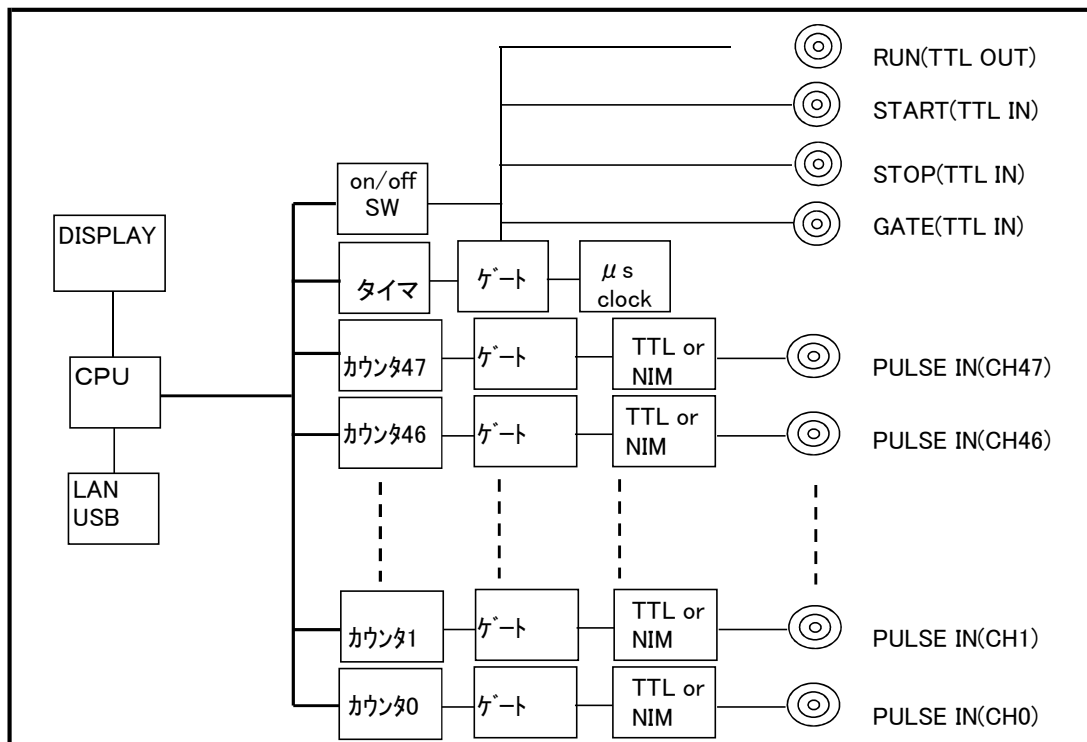 RUN(TTL OUT)
START(TTL IN)
STOP(TTL IN)
GATE(TTL IN)
on/off
SW
DISPLAY
タイマ
ｹﾞｰﾄ
μs
clock
CPU
ｶｳﾝﾀ47
ｹﾞｰﾄ
TTL or
NIM
PULSE IN(CH47)
ｶｳﾝﾀ46
ｹﾞｰﾄ
TTL or
NIM
PULSE IN(CH46)
LAN
USB
ｶｳﾝﾀ1
ｹﾞｰﾄ
TTL or
NIM
PULSE IN(CH1)
ｶｳﾝﾀ0
ｹﾞｰﾄ
TTL or
NIM
PULSE IN(CH0)